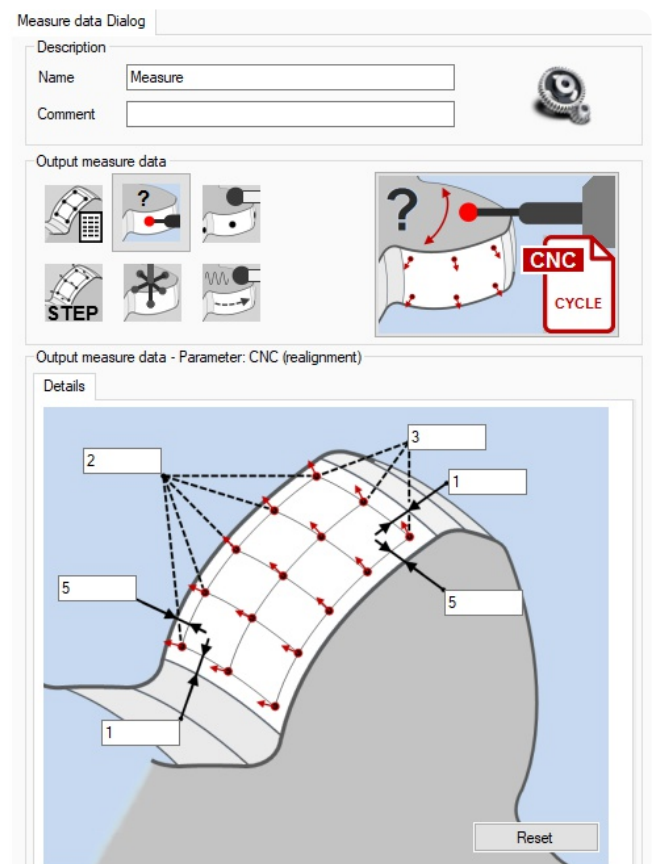 Measure data Dialog
Description
Name
Measure
Comment
Output measure data
?
STEP
?
CNC
CYCLE
Output measure data - Parameter: CNC (realignment)
Details
3
2
1
5
5
1
Reset